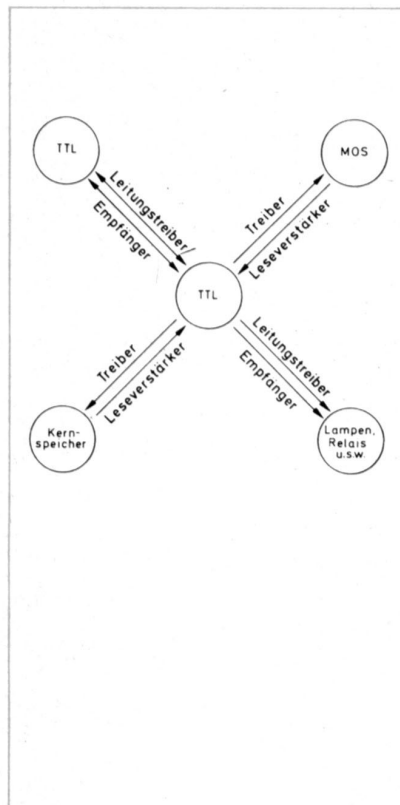 TTL
MOS
Leitungstreiber/
Empfänger
Treiber
Leseverstärker
TTL
Treiber
Leseverstärker
Leitungstreiber
Empfänger
Kern-
speicher
Lampen,
Relais
u.s.w.